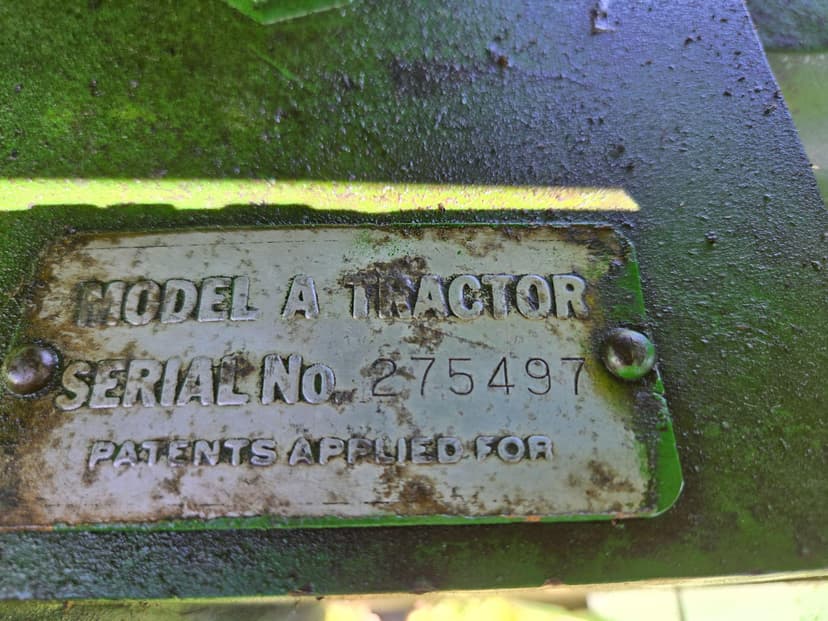 MODEL A TRACTOR
SERIAL NO. 275497
PATENTS APPLIED FOR